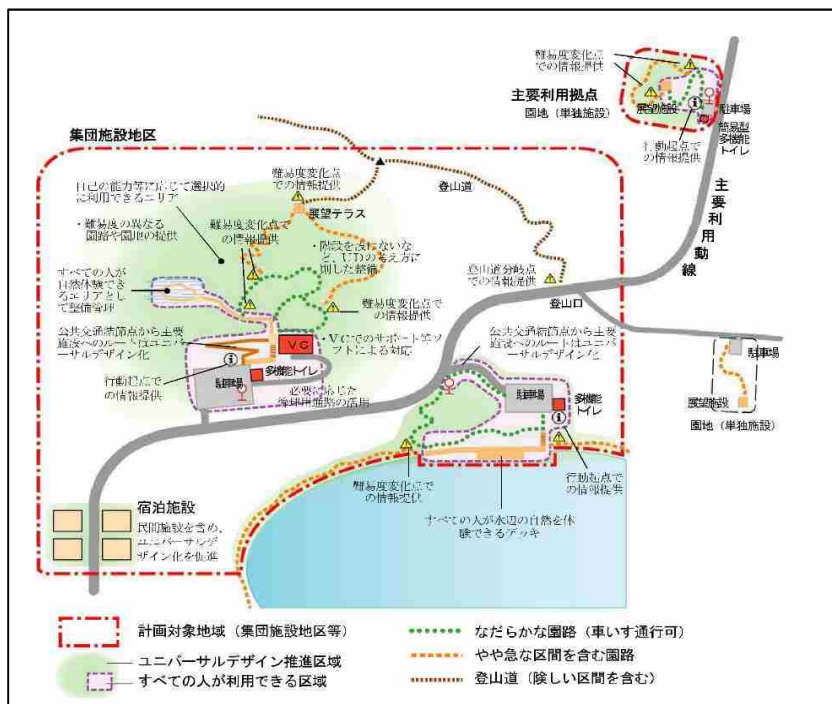 難易度変化点
での情報提供
主要利用拠点
園地（単独施設）
展望施設
駐車場
簡易型
多機能
トイレ
行動起点で
の情報提供
主要利用動線
集団施設地区
自己の能力等に応じて選択的
に利用できるエリア
・難易度の異なる
園路や園地の提供
難易度変化点
での情報提供
展望テラス
難易度変化点で
の情報提供
・階段を設けないな
ど、UDの考え方に
則した整備
登山道
登山道分岐点
での情報提供
登山口
すべての人が
自然体験でき
るエリアとし
て整備管理
難易度変化点で
の情報提供
公共交通結節点から主要
施設へのルートはユニバ
ーサルデザイン化
VC
・VCでのサポート等ソ
フトによる対応
公共交通結節点から主要
施設へのルートはユニバ
ーサルデザイン化
行動起点で
の情報提供
駐車場
多機能トイレ
必要に応じた
管理用通路の活用
駐車場
多機能
トイレ
駐車場
展望施設
園地（単独施設）
難易度変化点で
の情報提供
行動起点で
の情報提供
すべての人が水辺の自然を体
験できるデッキ
宿泊施設
民間施設を含め、
ユニバーサルデ
ザイン化を促進
計画対象地域（集団施設地区等）
ユニバーサルデザイン推進区域
すべての人が利用できる区域
なだらかな園路（車いす通行可）
やや急な区間を含む園路
登山道（険しい区間を含む）